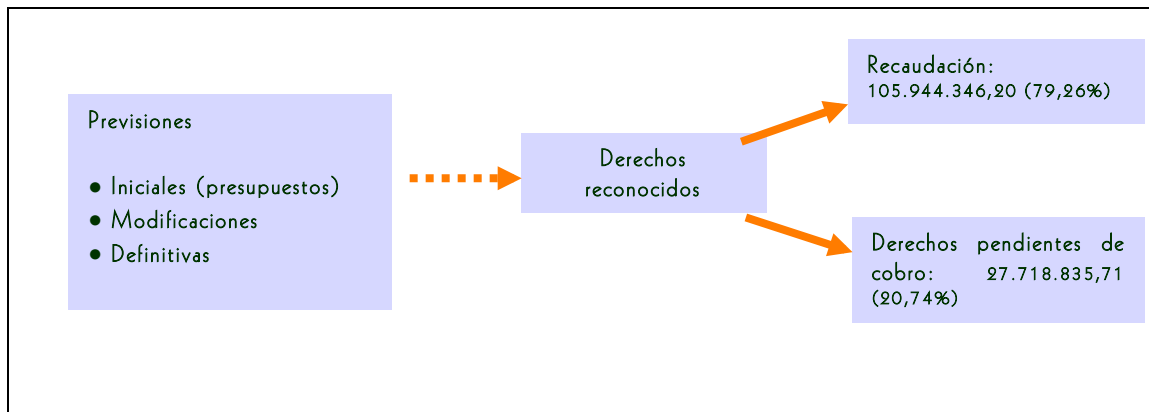 Previsiones
● Iniciales (presupuestos)
● Modificaciones
● Definitivas
Derechos
reconocidos
Recaudación:
105.944.346,20 (79,26%)
Derechos pendientes de
cobro: 27.718.835,71
(20,74%)